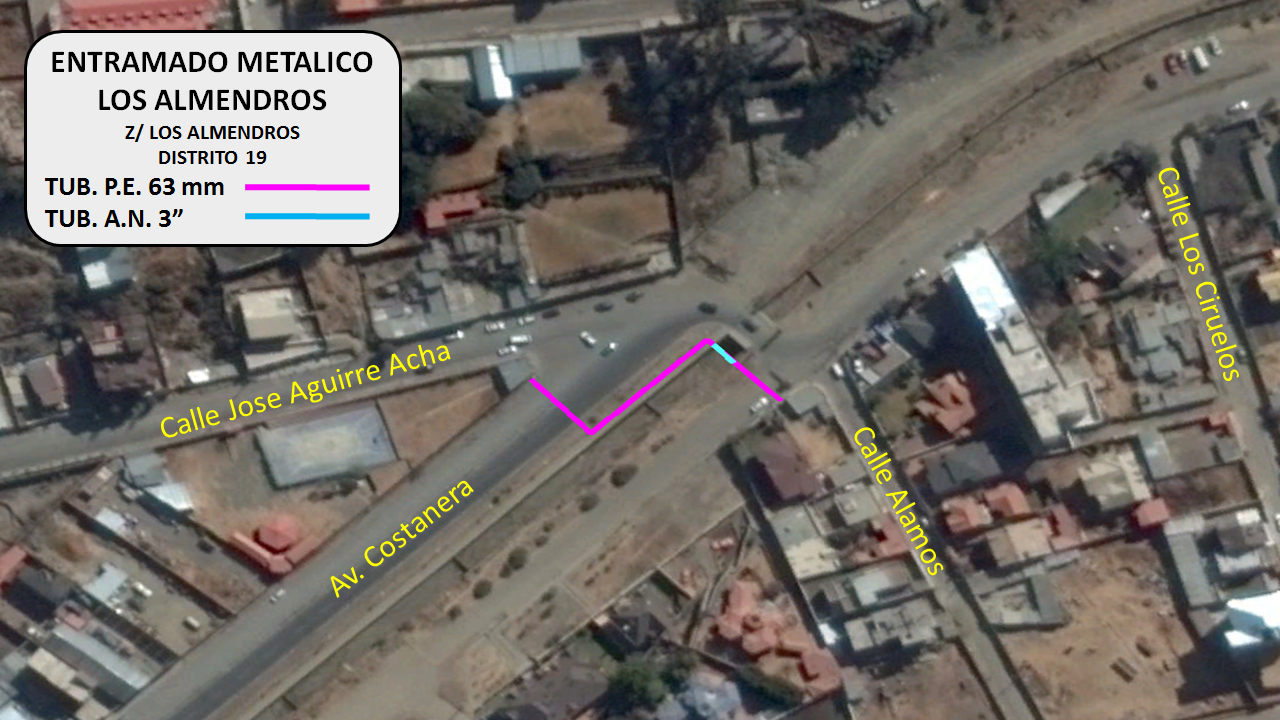 ENTRAMADO METALICO
LOS ALMENDROS
Z/ LOS ALMENDROS
DISTRITO 19
TUB. P.E. 63 mm
TUB. A.N. 3”
Calle Los Ciruelos
Calle Jose Aguirre Acha
Calle Alamos
Av. Costanera